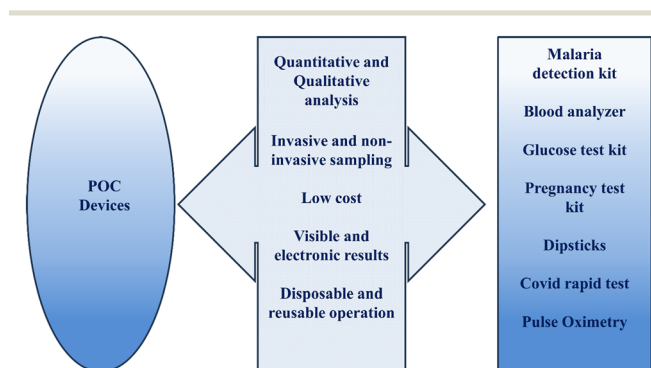 POC
Devices
Quantitative and
Qualitative
analysis
Invasive and non-
invasive sampling
Low cost
Visible and
electronic results
Disposable and
reusable operation
Malaria
detection kit
Blood analyzer
Glucose test kit
Pregnancy test
kit
Dipsticks
Covid rapid test
Pulse Oximetry